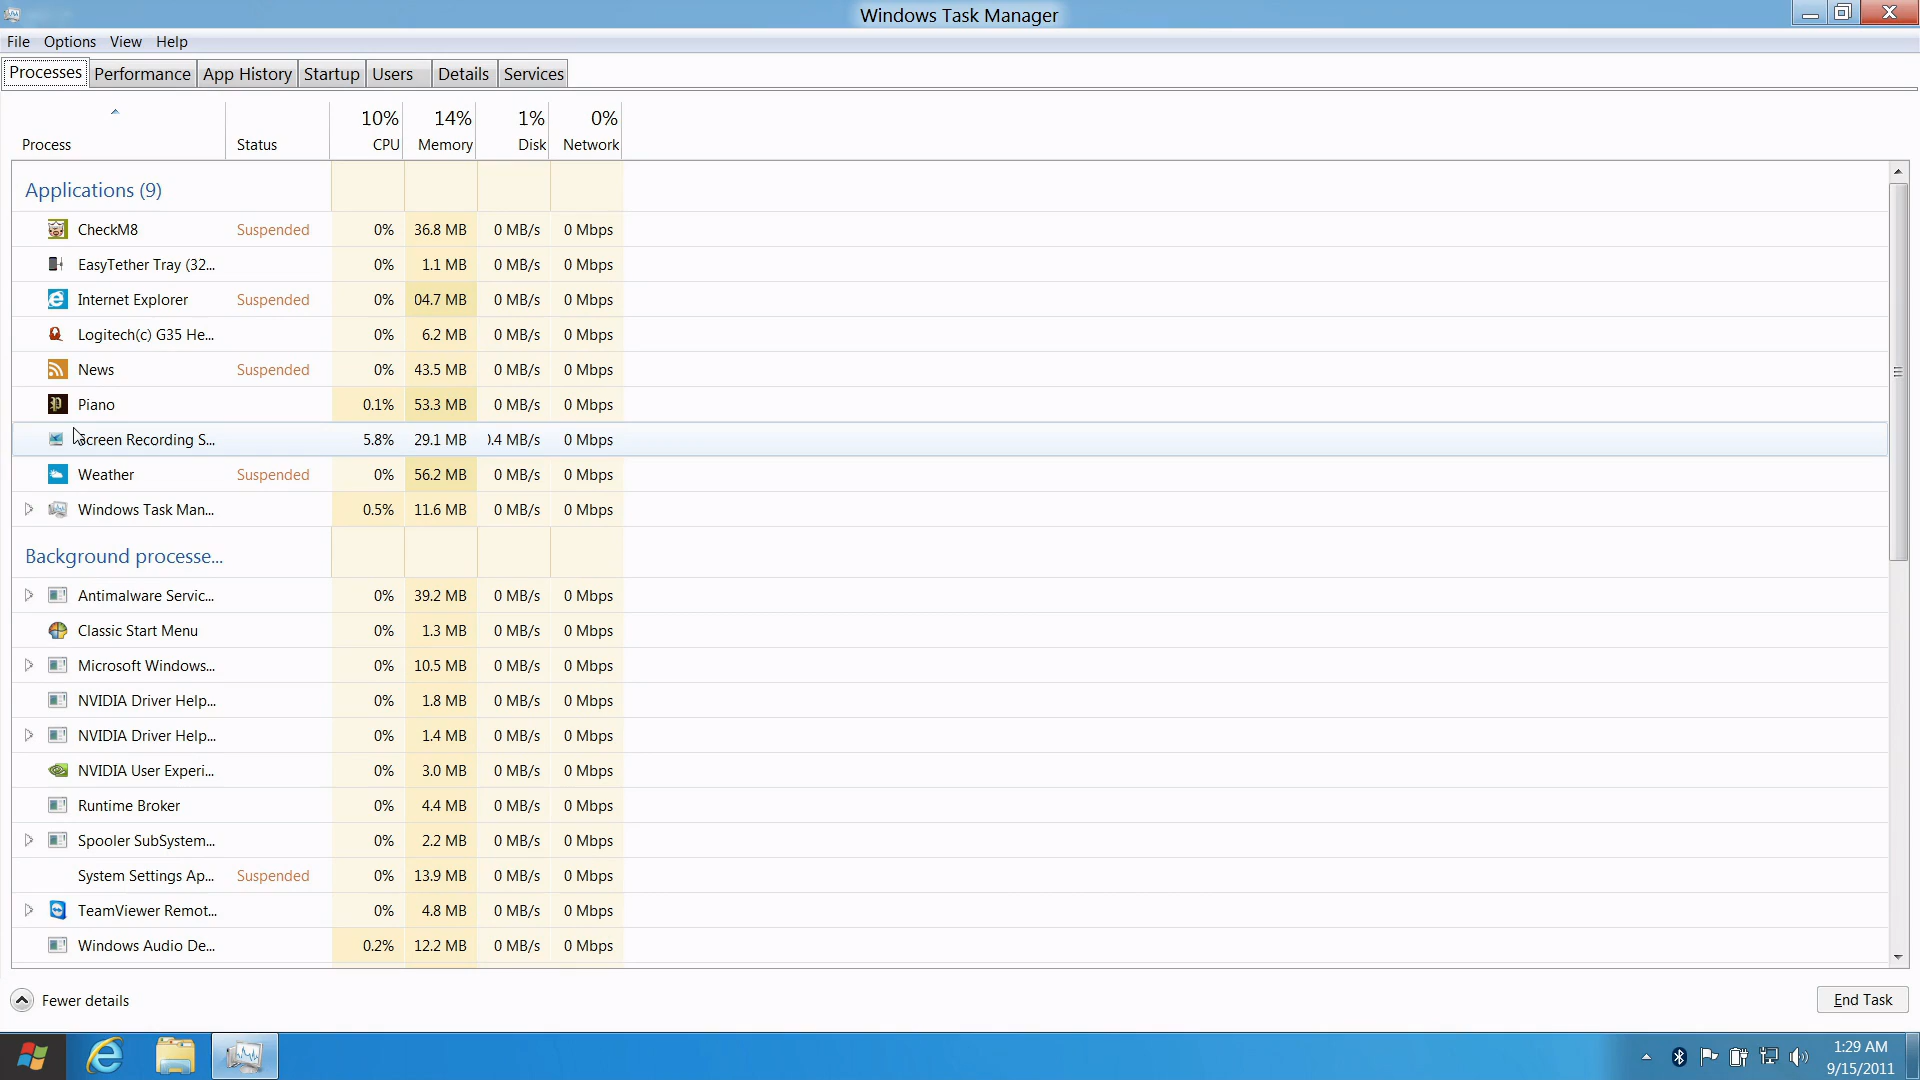 Windows Task Manager
File Options View Help
Processes Performance App History Startup Users Details Services
10% 14% 1% 0%
Process Status CPU Memory Disk Network
Applications (9)
CheckM8 Suspended 0% 36.8 MB 0 MB/s 0 Mbps
EasyTether Tray (32... 0% 1.1 MB 0 MB/s 0 Mbps
Internet Explorer Suspended 0% 04.7 MB 0 MB/s 0 Mbps
Logitech(c) G35 He... 0% 6.2 MB 0 MB/s 0 Mbps
News Suspended 0% 43.5 MB 0 MB/s 0 Mbps
Piano 0.1% 53.3 MB 0 MB/s 0 Mbps
Screen Recording S... 5.8% 29.1 MB .4 MB/s 0 Mbps
Weather Suspended 0% 56.2 MB 0 MB/s 0 Mbps
Windows Task Man... 0.5% 11.6 MB 0 MB/s 0 Mbps
Background processe...
Antimalware Servic... 0% 39.2 MB 0 MB/s 0 Mbps
Classic Start Menu 0% 1.3 MB 0 MB/s 0 Mbps
Microsoft Windows... 0% 10.5 MB 0 MB/s 0 Mbps
NVIDIA Driver Help... 0% 1.8 MB 0 MB/s 0 Mbps
NVIDIA Driver Help... 0% 1.4 MB 0 MB/s 0 Mbps
NVIDIA User Experi... 0% 3.0 MB 0 MB/s 0 Mbps
Runtime Broker 0% 4.4 MB 0 MB/s 0 Mbps
Spooler SubSystem... 0% 2.2 MB 0 MB/s 0 Mbps
System Settings Ap... Suspended 0% 13.9 MB 0 MB/s 0 Mbps
TeamViewer Remot... 0% 4.8 MB 0 MB/s 0 Mbps
Windows Audio De... 0.2% 12.2 MB 0 MB/s 0 Mbps
Fewer details End Task
1:29 AM
9/15/2011